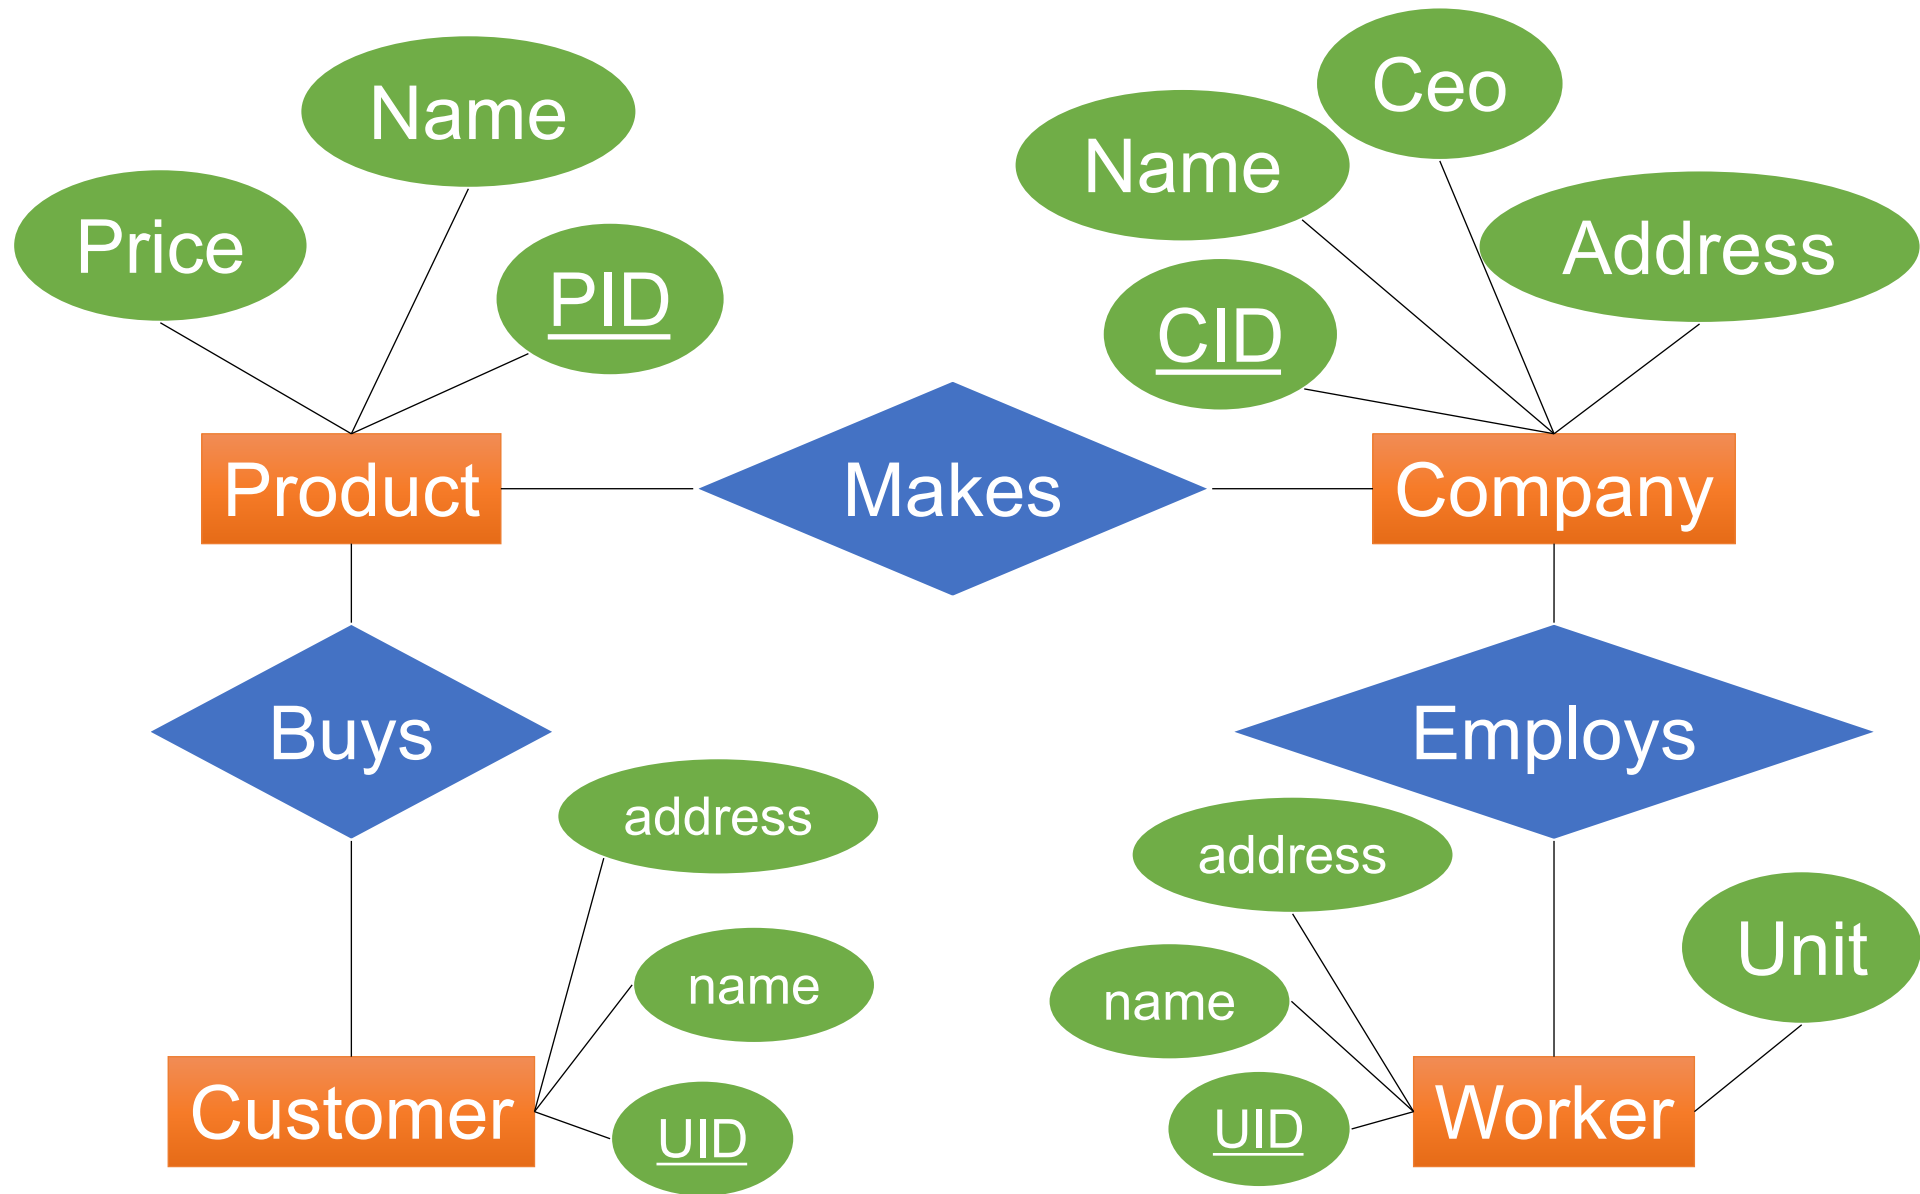 Name
Price
PID
Ceo
Name
Address
CID
Product
Makes
Company
Buys
Employs
address
name
Customer
UID
address
name
Unit
UID
Worker